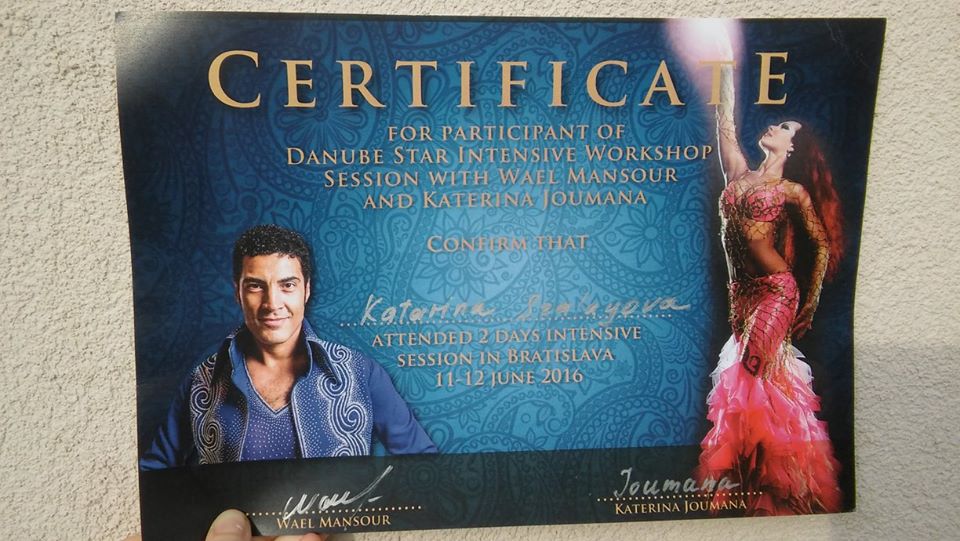 CERTIFICATE
FOR PARTICIPANT OF
DANUBE STAR INTENSIVE WORKSHOP
SESSION WITH WAEL MANSOUR
AND KATERINA JOUMANA
CONFIRM THAT
Katarina Szalayova
ATTENDED 2 DAYS INTENSIVE
SESSION IN BRATISLAVA
11-12 JUNE 2016
Joumana
WAEL MANSOUR
KATERINA JOUMANA